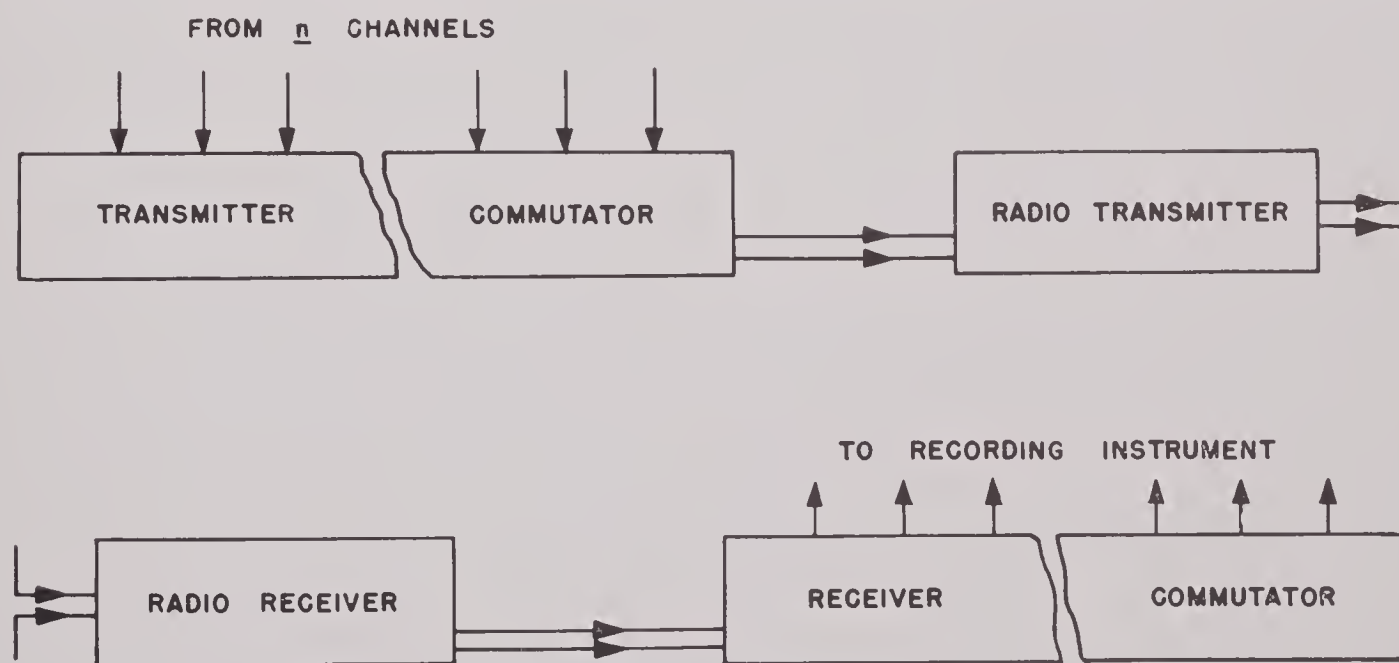 FROM n CHANNELS
TRANSMITTER
COMMUTATOR
RADIO TRANSMITTER
TO RECORDING INSTRUMENT
RADIO RECEIVER
RECEIVER
COMMUTATOR